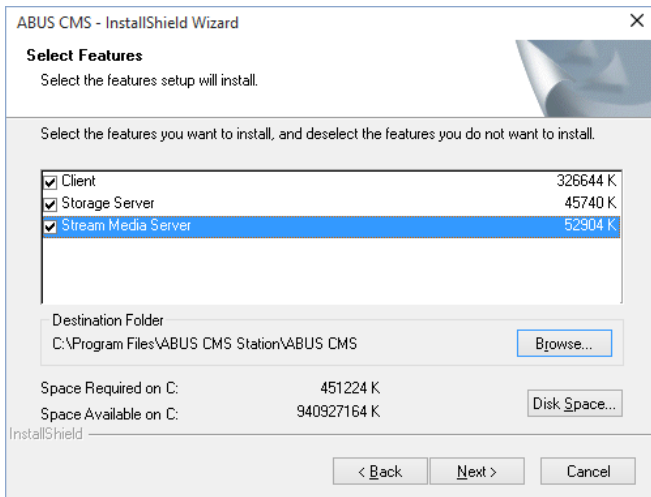 ABUS CMS - InstallShield Wizard
Select Features
Select the features setup will install.
Select the features you want to install, and deselect the features you do not want to install.
Client 326644 K
Storage Server 45740 K
Stream Media Server 52904 K
Destination Folder
C:\Program Files\ABUS CMS Station\ABUS CMS
Browse...
Space Required on C: 451224 K
Space Available on C: 940927164 K
Disk Space...
InstallShield
< Back
Next >
Cancel